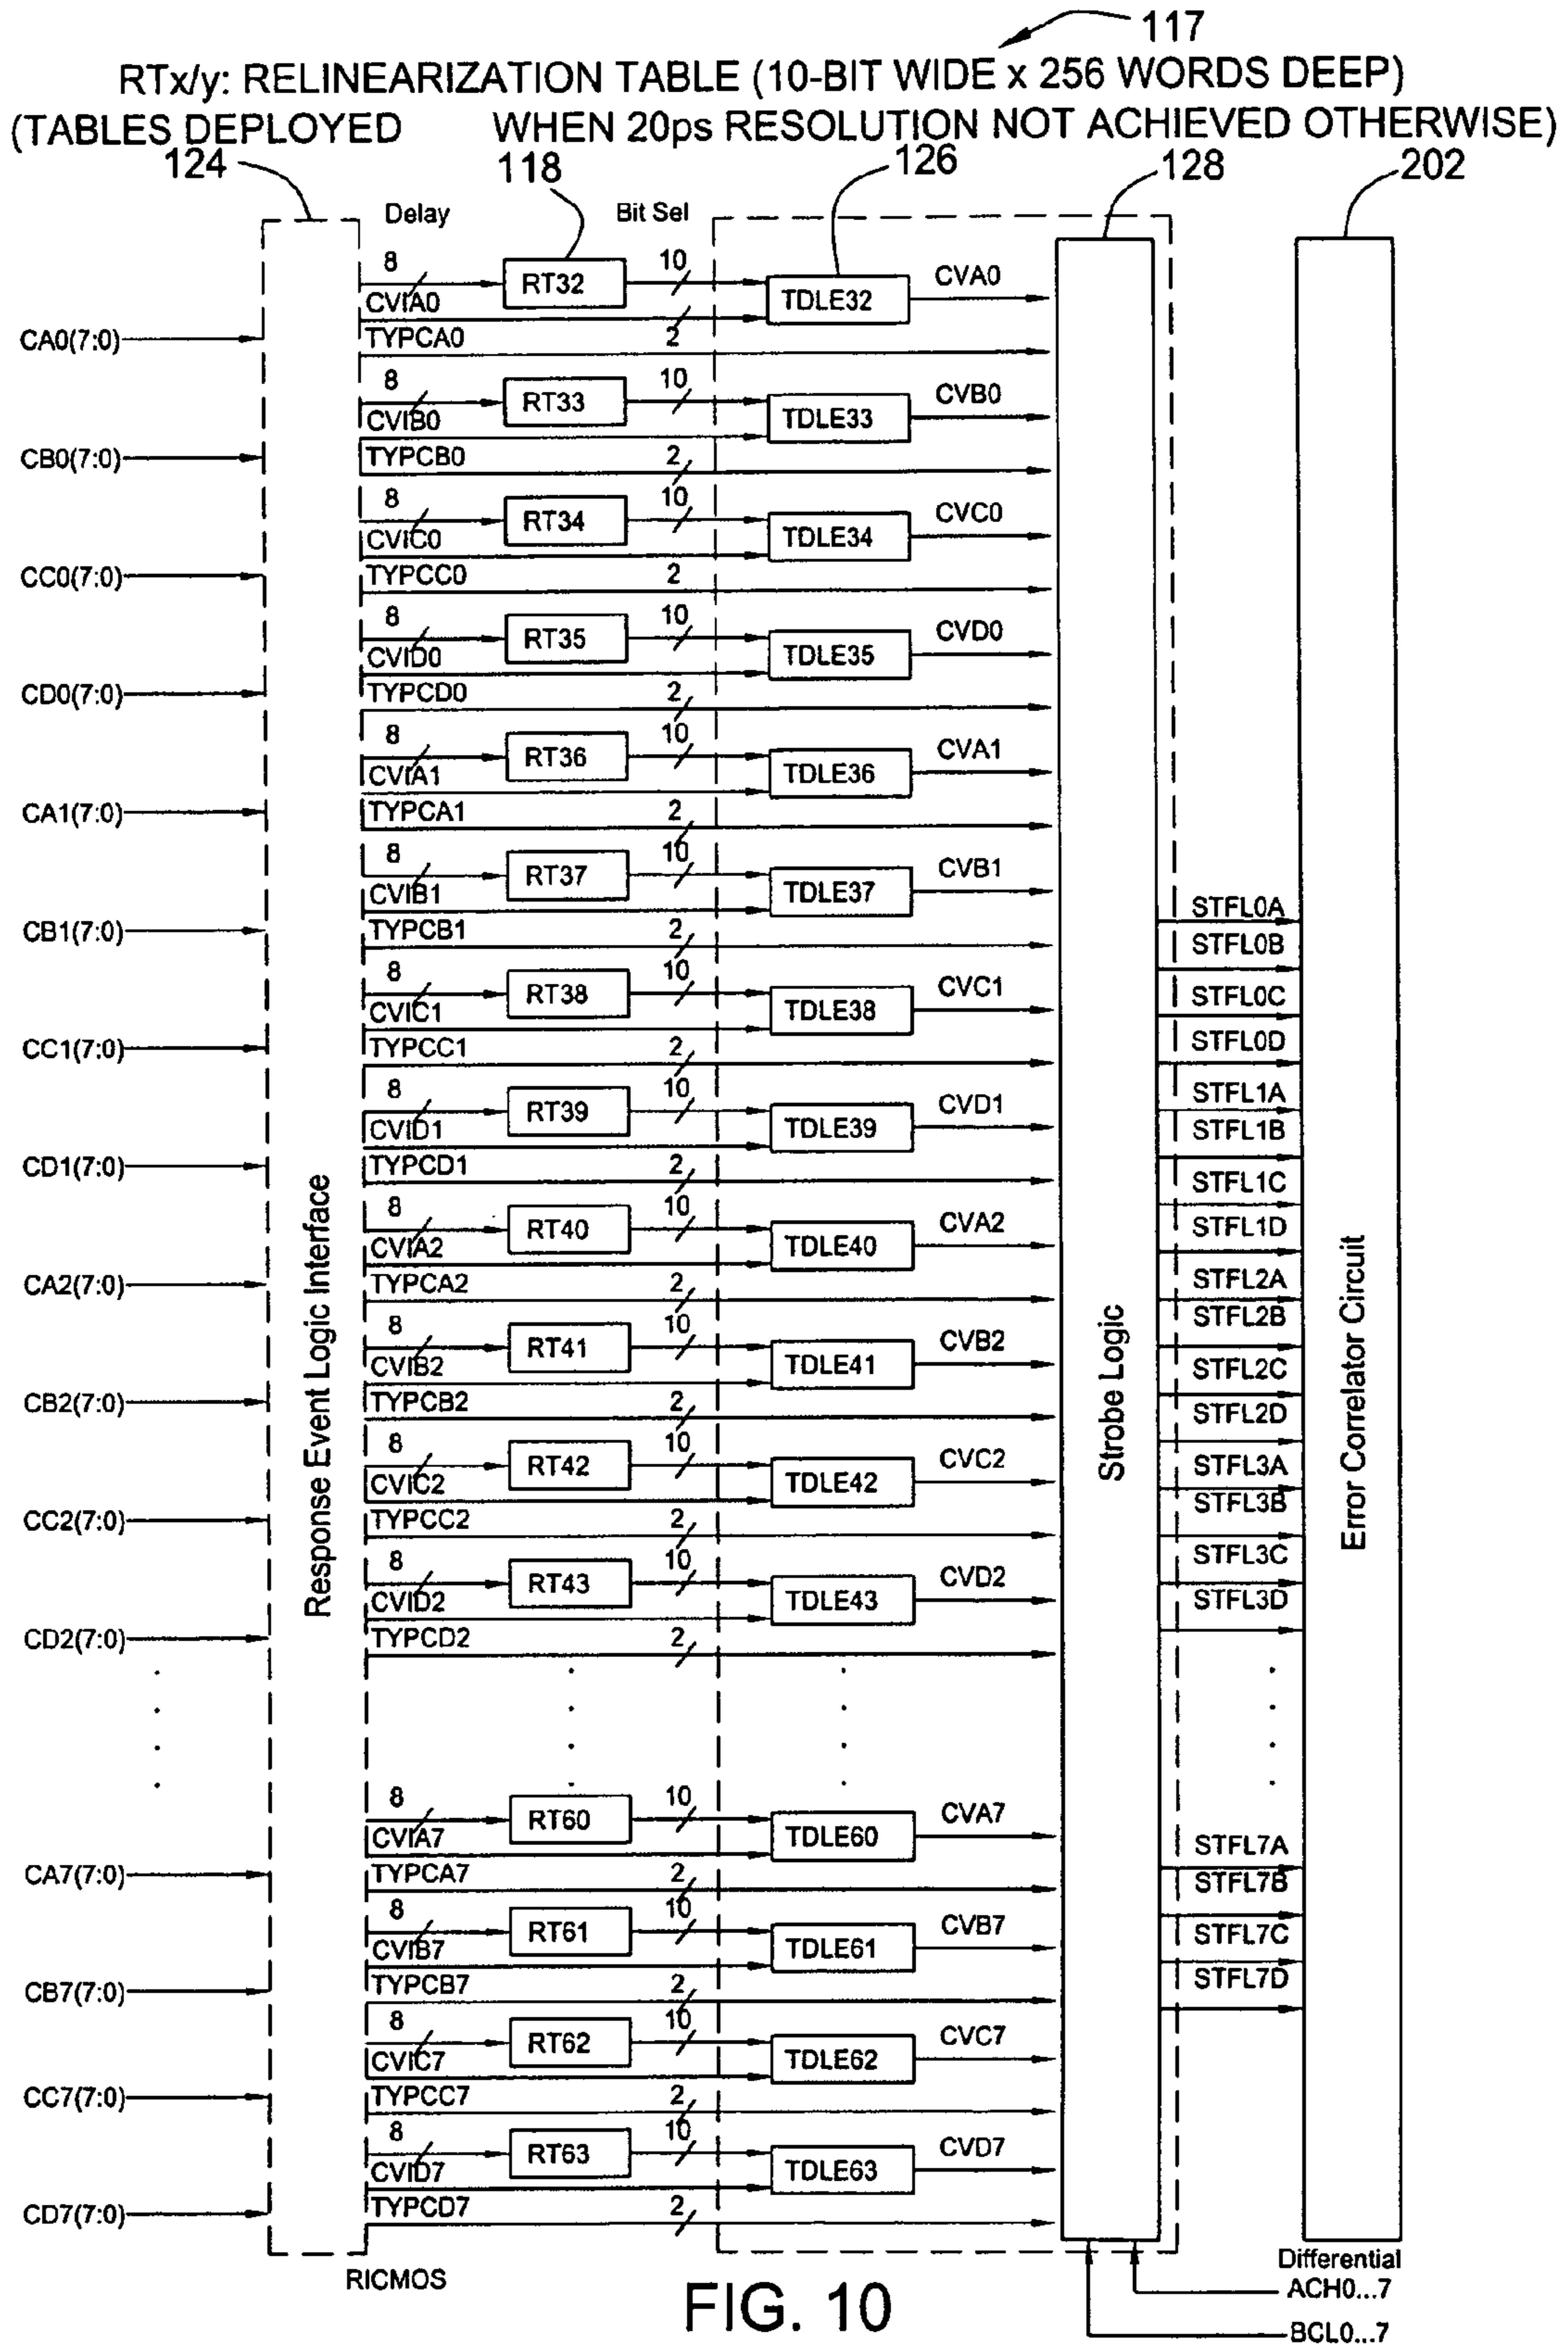 117
RTx/y: RELINEARIZATION TABLE (10-BIT WIDE x 256 WORDS DEEP)
(TABLES DEPLOYED WHEN 20ps RESOLUTION NOT ACHIEVED OTHERWISE)
124 118 126 128 202
Delay Bit Sel
8 RT32 10 TDLE32 CVA0
CVIA0
CA0(7:0) TYPCA0 2
8 RT33 10 TDLE33 CVB0
CVIB0
CB0(7:0) TYPCB0 2
8 RT34 10 TDLE34 CVC0
CVIC0
CC0(7:0) TYPCC0 2
8 RT35 10 TDLE35 CVD0
CVID0
CD0(7:0) TYPCD0 2
8 RT36 10 TDLE36 CVA1
CVIA1
CA1(7:0) TYPCA1 2
8 RT37 10 TDLE37 CVB1
CVIB1
CB1(7:0) TYPCB1 2
8 RT38 10 TDLE38 CVC1
CVIC1
CC1(7:0) TYPCC1 2
8 RT39 10 TDLE39 CVD1
CVID1
CD1(7:0) TYPCD1 2
8 RT40 10 TDLE40 CVA2
CVIA2
CA2(7:0) TYPCA2 2
8 RT41 10 TDLE41 CVB2
CVIB2
CB2(7:0) TYPCB2 2
8 RT42 10 TDLE42 CVC2
CVIC2
CC2(7:0) TYPCC2 2
8 RT43 10 TDLE43 CVD2
CVID2
CD2(7:0) TYPCD2 2
8 RT60 10 TDLE60 CVA7
CVIA7
CA7(7:0) TYPCA7 2
8 RT61 10 TDLE61 CVB7
CVIB7
CB7(7:0) TYPCB7 2
8 RT62 10 TDLE62 CVC7
CVIC7
CC7(7:0) TYPCC7 2
8 RT63 10 TDLE63 CVD7
CVID7
CD7(7:0) TYPCD7 2
Response Event Logic Interface
Strobe Logic
STFL0A
STFL0B
STFL0C
STFL0D
STFL1A
STFL1B
STFL1C
STFL1D
STFL2A
STFL2B
STFL2C
STFL2D
STFL3A
STFL3B
STFL3C
STFL3D
STFL7A
STFL7B
STFL7C
STFL7D
Error Correlator Circuit
RICMOS
Differential
ACH0...7
BCL0...7
FIG. 10